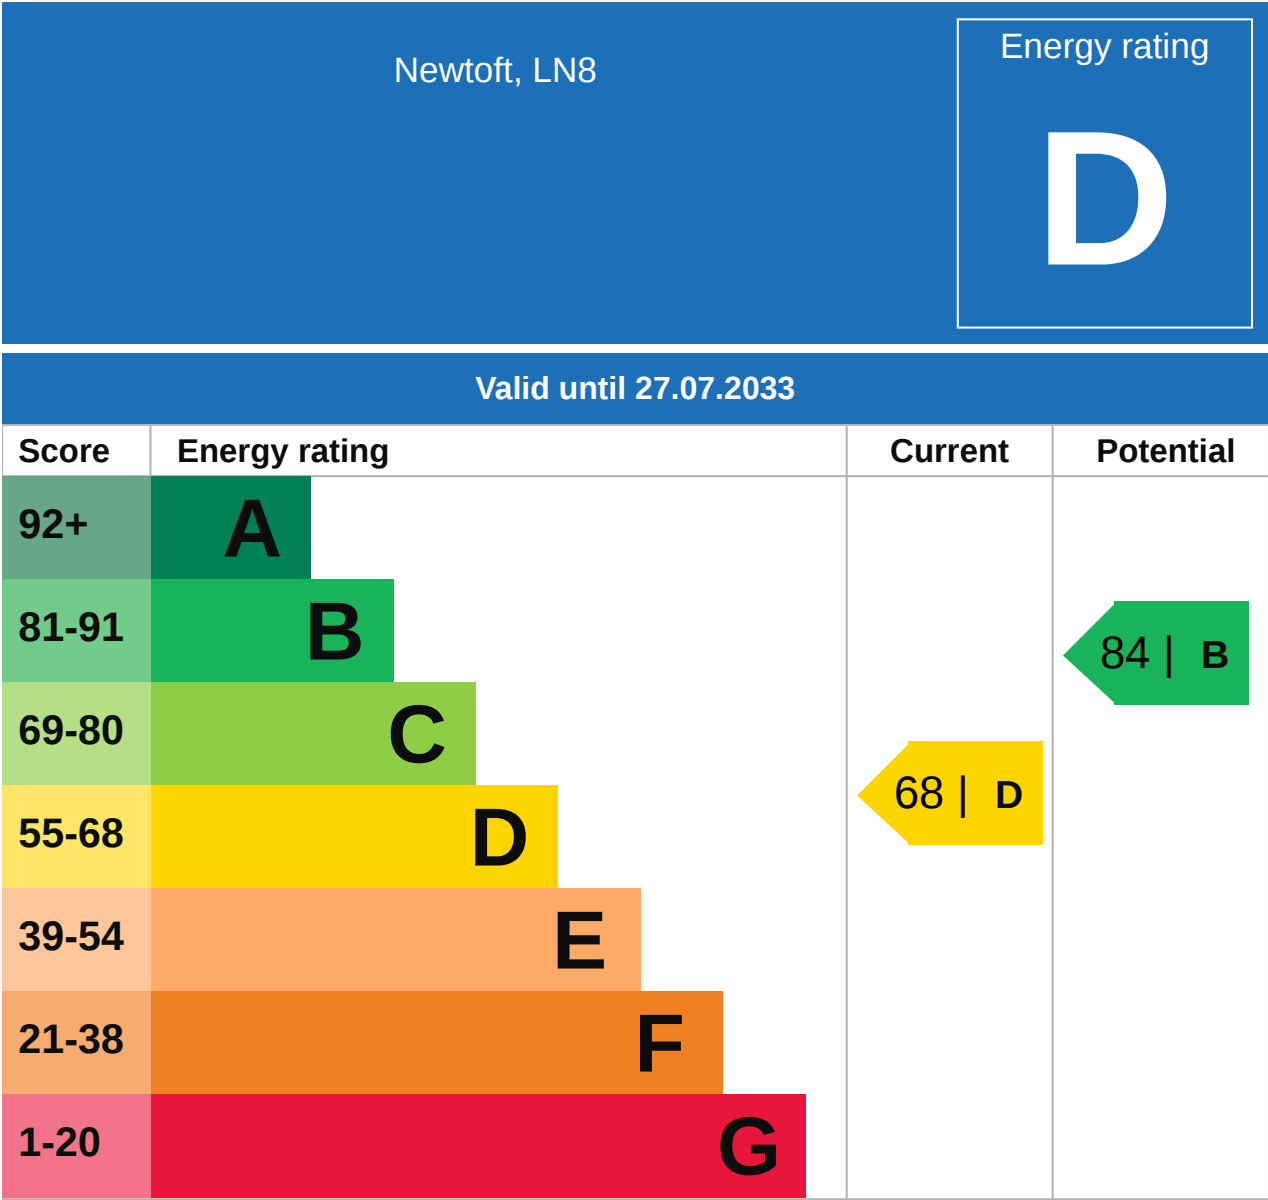 Newtoft, LN8
Energy rating
D
Valid until 27.07.2033
Score Energy rating Current Potential
92+ A
81-91 B
84 | B
69-80 C
68 | D
55-68 D
39-54 E
21-38 F
1-20 G